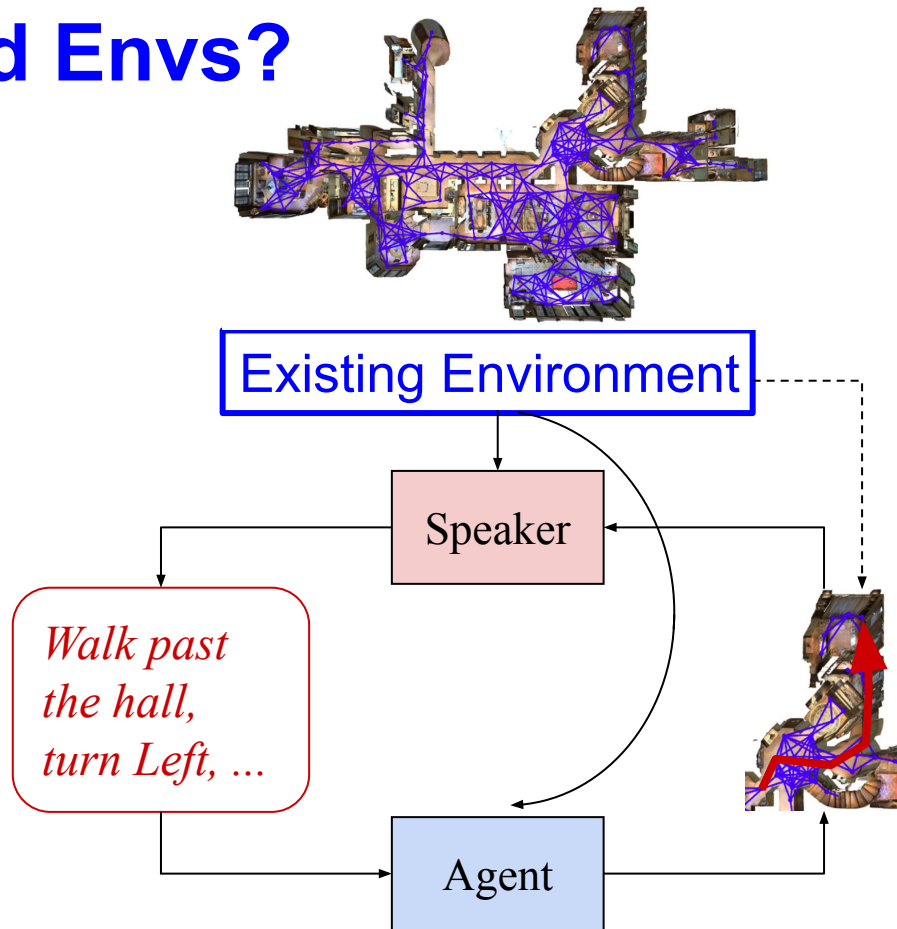 d Envs?
Existing Environment
Speaker
Walk past
the hall,
turn Left, ...
Agent